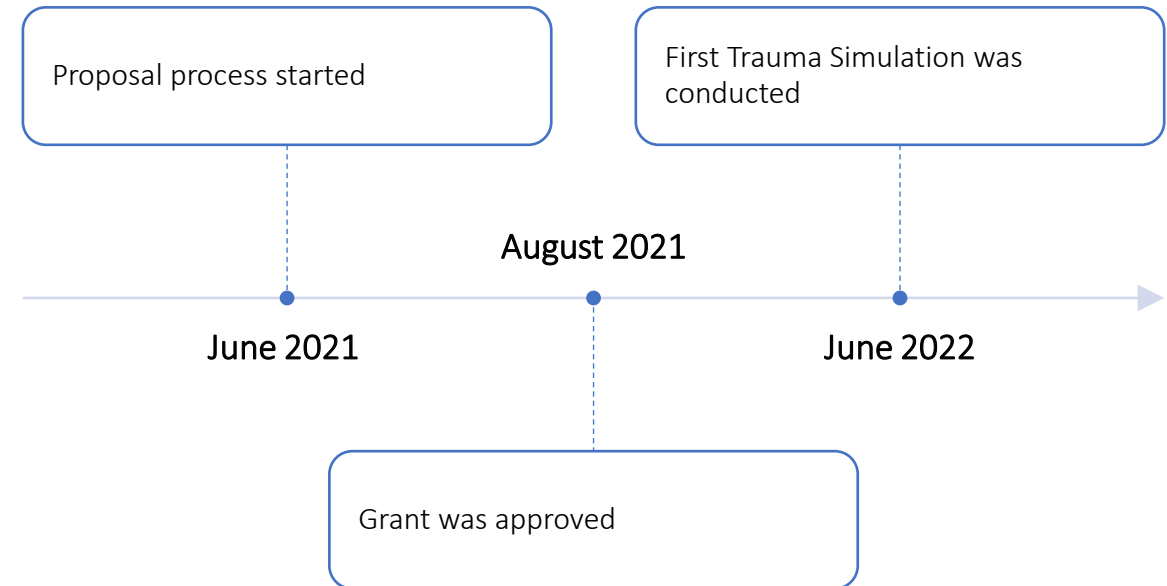 Proposal process started
First Trauma Simulation was
conducted
August 2021
June 2021
June 2022
Grant was approved